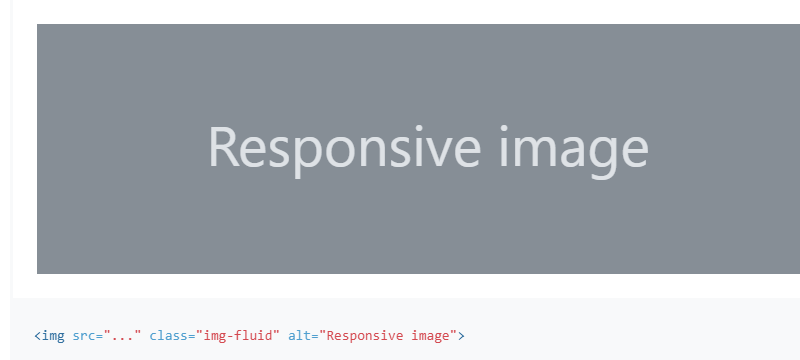 Responsive image
<img src="..." class="img-fluid" alt="Responsive image">